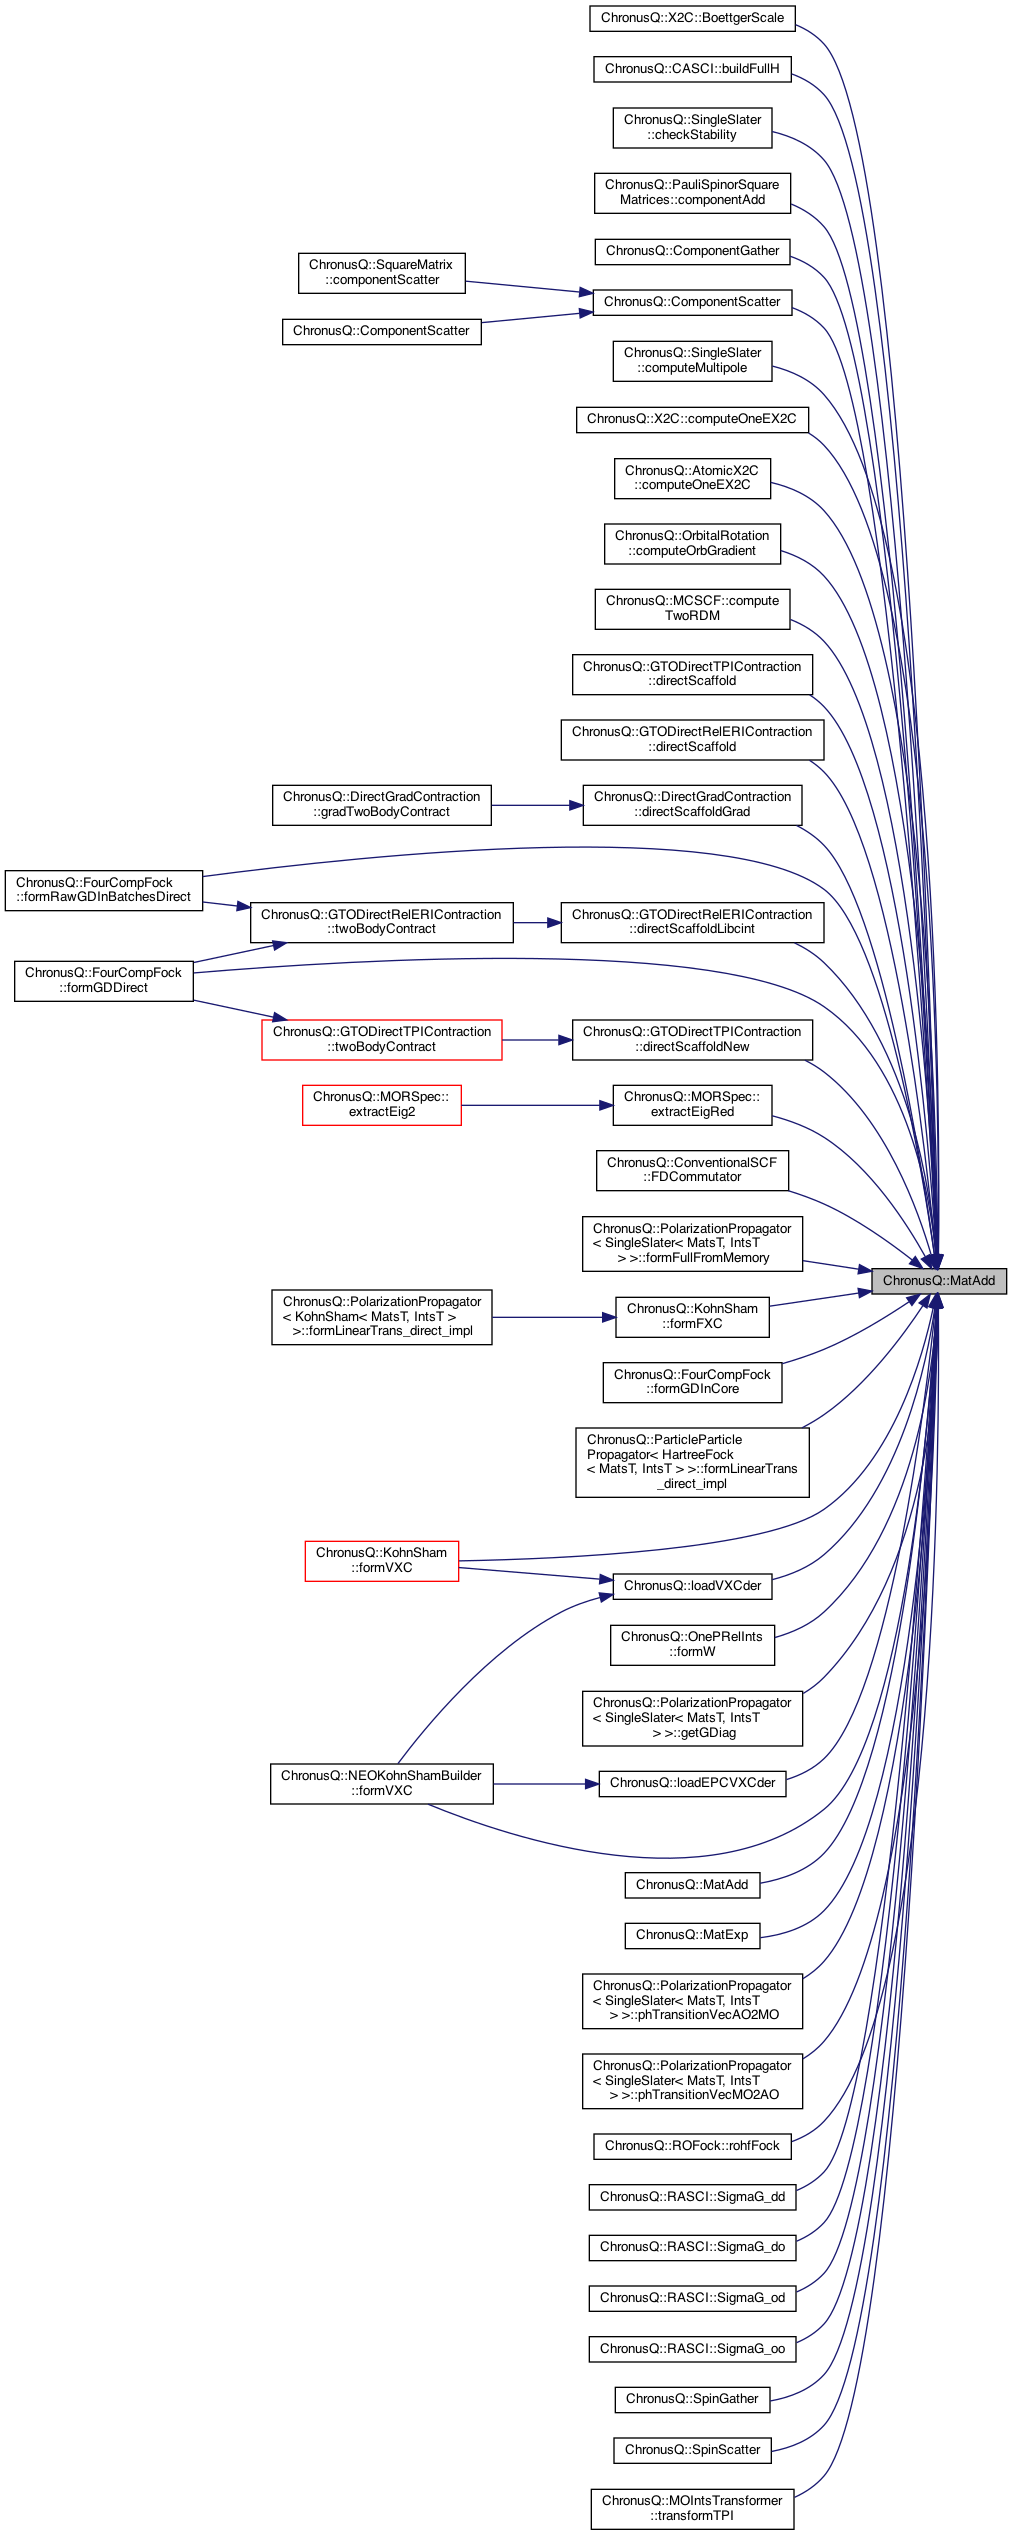 ChronusQ::X2C::BoettgerScale
ChronusQ::CASCI::buildFullH
ChronusQ::SingleSlater
::checkStability
ChronusQ::PauliSpinorSquare
Matrices::componentAdd
ChronusQ::ComponentGather
ChronusQ::SquareMatrix
::componentScatter
ChronusQ::ComponentScatter
ChronusQ::ComponentScatter
ChronusQ::SingleSlater
::computeMultipole
ChronusQ::X2C::computeOneEX2C
ChronusQ::AtomicX2C
::computeOneEX2C
ChronusQ::OrbitalRotation
::computeOrbGradient
ChronusQ::MCSCF::compute
TwoRDM
ChronusQ::GTODirectTPIContraction
::directScaffold
ChronusQ::GTODirectRelERIContraction
::directScaffold
ChronusQ::DirectGradContraction
::gradTwoBodyContract
ChronusQ::DirectGradContraction
::directScaffoldGrad
ChronusQ::FourCompFock
::formRawGDInBatchesDirect
ChronusQ::GTODirectRelERIContraction
::twoBodyContract
ChronusQ::GTODirectRelERIContraction
::directScaffoldLibcint
ChronusQ::FourCompFock
::formGDDirect
ChronusQ::GTODirectTPIContraction
::twoBodyContract
ChronusQ::GTODirectTPIContraction
::directScaffoldNew
ChronusQ::MORSpec::
extractEig2
ChronusQ::MORSpec::
extractEigRed
ChronusQ::ConventionalSCF
::FDCommutator
ChronusQ::PolarizationPropagator
< SingleSlater< MatsT, IntsT
> >::formFullFromMemory
ChronusQ::MatAdd
ChronusQ::PolarizationPropagator
< KohnSham< MatsT, IntsT >
>::formLinearTrans_direct_impl
ChronusQ::KohnSham
::formFXC
ChronusQ::FourCompFock
::formGDInCore
ChronusQ::ParticleParticle
Propagator< HartreeFock
< MatsT, IntsT > >::formLinearTrans
_direct_impl
ChronusQ::KohnSham
::formVXC
ChronusQ::loadVXCder
ChronusQ::OnePRelInts
::formW
ChronusQ::PolarizationPropagator
< SingleSlater< MatsT, IntsT
> >::getGDiag
ChronusQ::NEOKohnShamBuilder
::formVXC
ChronusQ::loadEPCVXCder
ChronusQ::MatAdd
ChronusQ::MatExp
ChronusQ::PolarizationPropagator
< SingleSlater< MatsT, IntsT
> >::phTransitionVecAO2MO
ChronusQ::PolarizationPropagator
< SingleSlater< MatsT, IntsT
> >::phTransitionVecMO2AO
ChronusQ::ROFock::rohfFock
ChronusQ::RASCI::SigmaG_dd
ChronusQ::RASCI::SigmaG_do
ChronusQ::RASCI::SigmaG_od
ChronusQ::RASCI::SigmaG_oo
ChronusQ::SpinGather
ChronusQ::SpinScatter
ChronusQ::MOIntsTransformer
::transformTPI